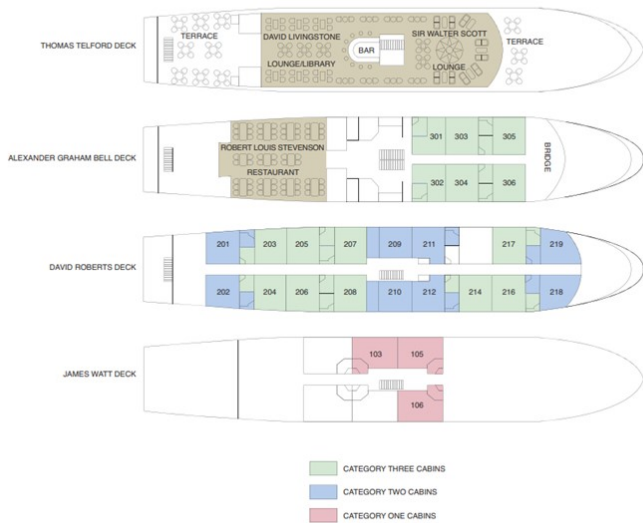 THOMAS TELFORD DECK
TERRACE
DAVID LIVINGSTONE
LOUNGE/LIBRARY
BAR
SIR WALTER SCOTT
LOUNGE
TERRACE
ALEXANDER GRAHAM BELL DECK
ROBERT LOUIS STEVENSON
RESTAURANT
301 303 305
302 304 306
BRIDGE
DAVID ROBERTS DECK
201 203 205 207 209 211 217 219
202 204 206 208 210 212 214 216 218
JAMES WATT DECK
103 105
106
CATEGORY THREE CABINS
CATEGORY TWO CABINS
CATEGORY ONE CABINS